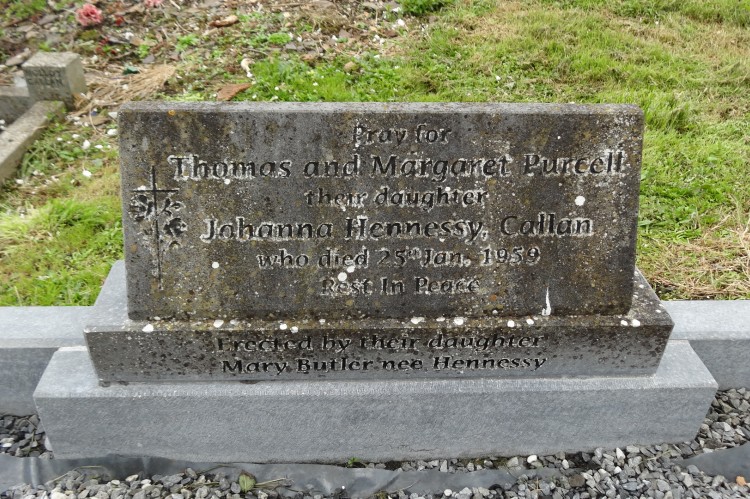 Pray for
Thomas and Margaret Purcell
their daughter
Johanna Hennessy, Callan
who died 25th Jan. 1959
Rest In Peace
Erected by their daughter
Mary Butler nee Hennessy